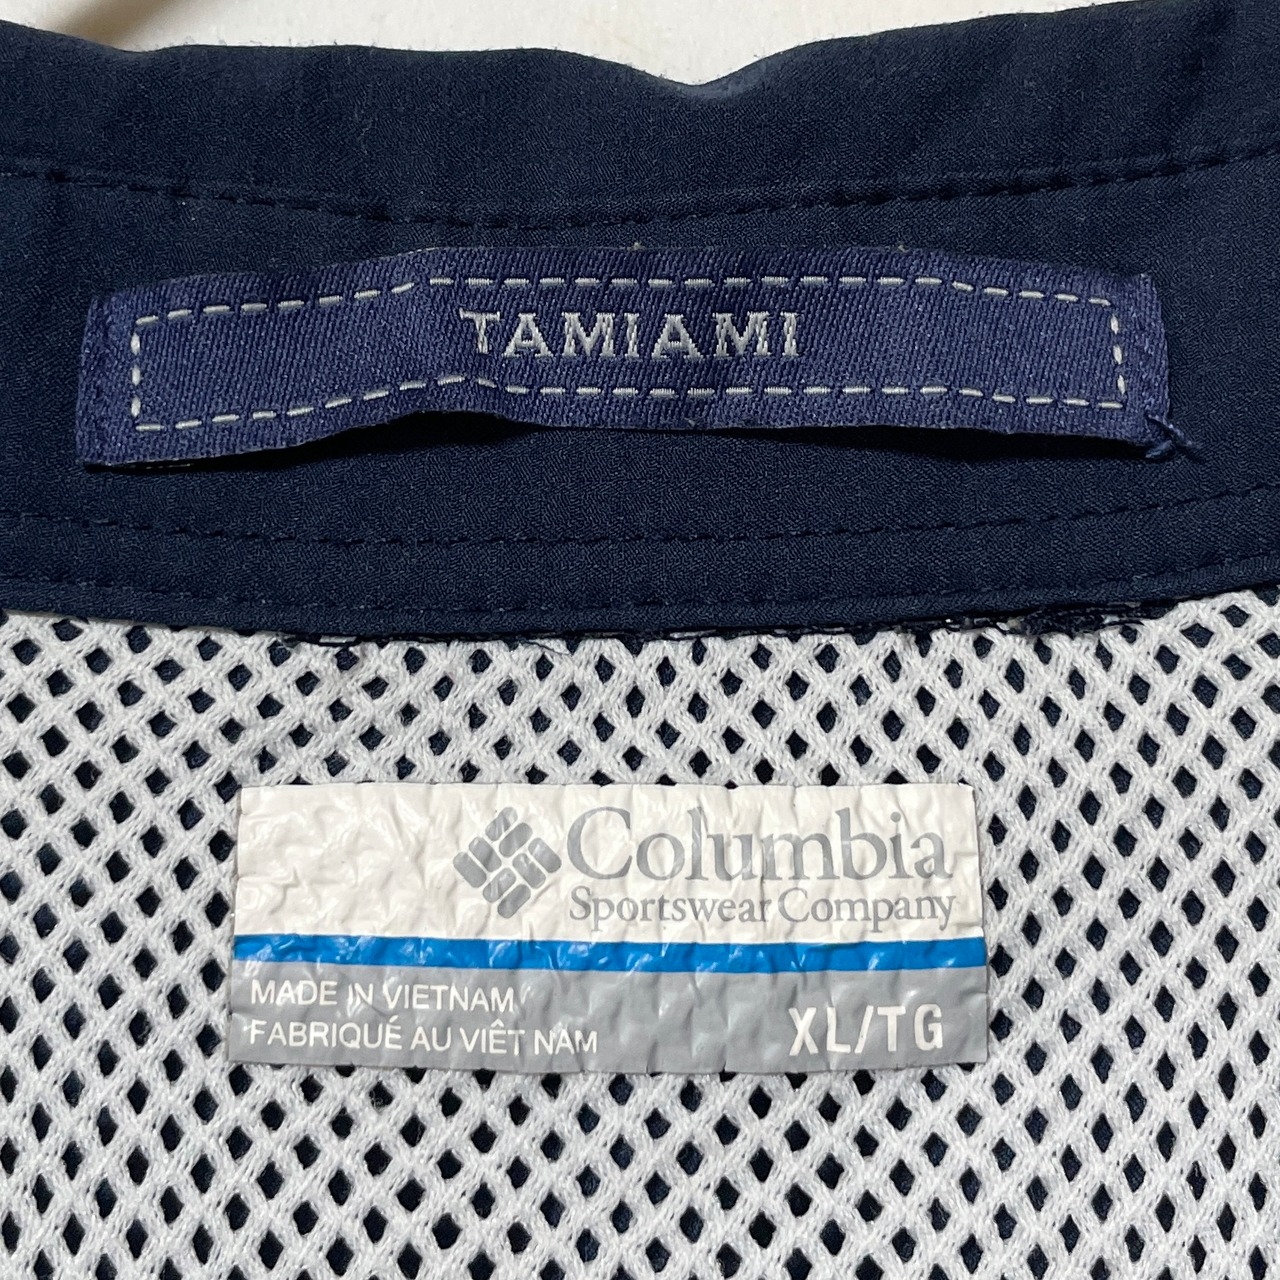 TAMIAMI
Columbia
Sportswear Company
MADE IN VIETNAM
FABRIQUÉ AU VIÊT NAM
XL/TG